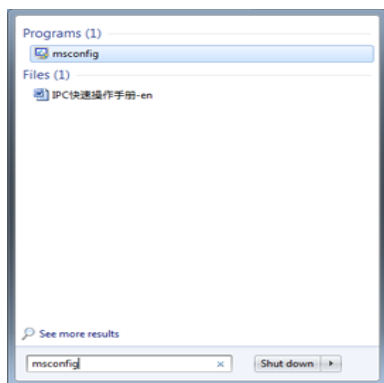 Programs (1)
msconfig
Files (1)
IPC快速操作手册-en
See more results
msconfig
Shut down